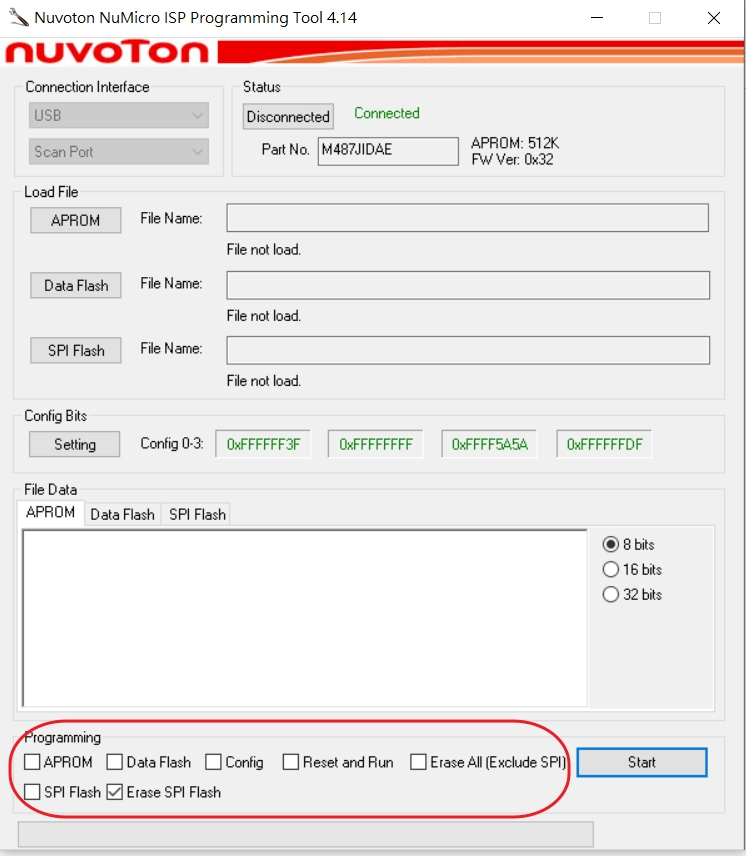 Nuvoton NuMicro ISP Programming Tool 4.14
nuvoTon
Connection Interface
USB
Scan Port
Status
Disconnected Connected
Part No. M487JIDAE APROM: 512K
FW Ver: 0x32
Load File
APROM File Name:
File not load.
Data Flash File Name:
File not load.
SPI Flash File Name:
File not load.
Config Bits
Setting Config 0-3: 0xFFFFFF3F 0xFFFFFFFF 0xFFFF5A5A 0xFFFFFFDF
File Data
APROM Data Flash SPI Flash
8 bits
16 bits
32 bits
Programming
APROM Data Flash Config Reset and Run Erase All (Exclude SPI) Start
SPI Flash Erase SPI Flash